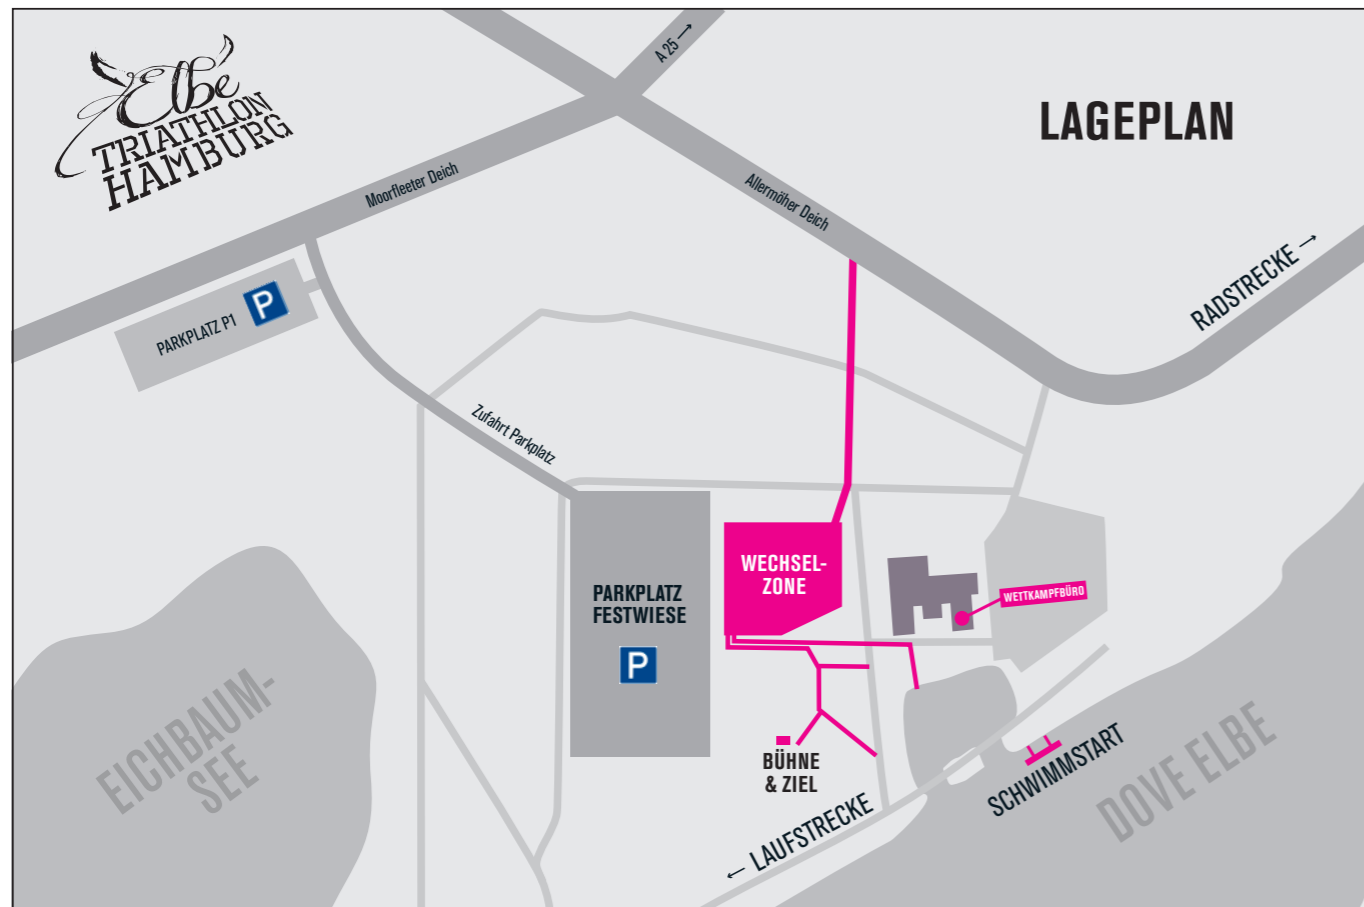 Elbe
TRIATHLON
HAMBURG
A 25 →
LAGEPLAN
Moorfleeter Deich
Allermöher Deich
RADSTRECKE →
P
PARKPLATZ P1
Zufahrt Parkplatz
WECHSEL-
ZONE
PARKPLATZ
FESTWIESE
P
WETTKAMPFBÜRO
EICHBAUM-
SEE
BÜHNE
& ZIEL
SCHWIMMSTART
DOVE ELBE
← LAUFSTRECKE